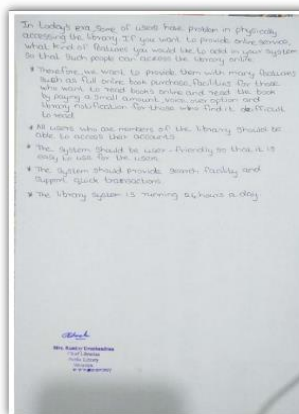 In today's era, some of users have problem in physically
accessing the library. If you want to provide online service,
what kind of features you would like to add in your system
so that such people can access the library online
* Therefore, we want to provide them with many features
such as full online book purchase, facilities for those
who want to read books online and read the book
by paying a small amount, voice over option and
library notification for those who find it difficult
to read
* All users who are members of the library should be
able to access their accounts
* The system should be user-friendly so that it is
easy to use for the users
* The system should provide search facility and
support quick transactions
* The library system is running 24 hours a day
Mrs.
Chief Librarian
Public Library